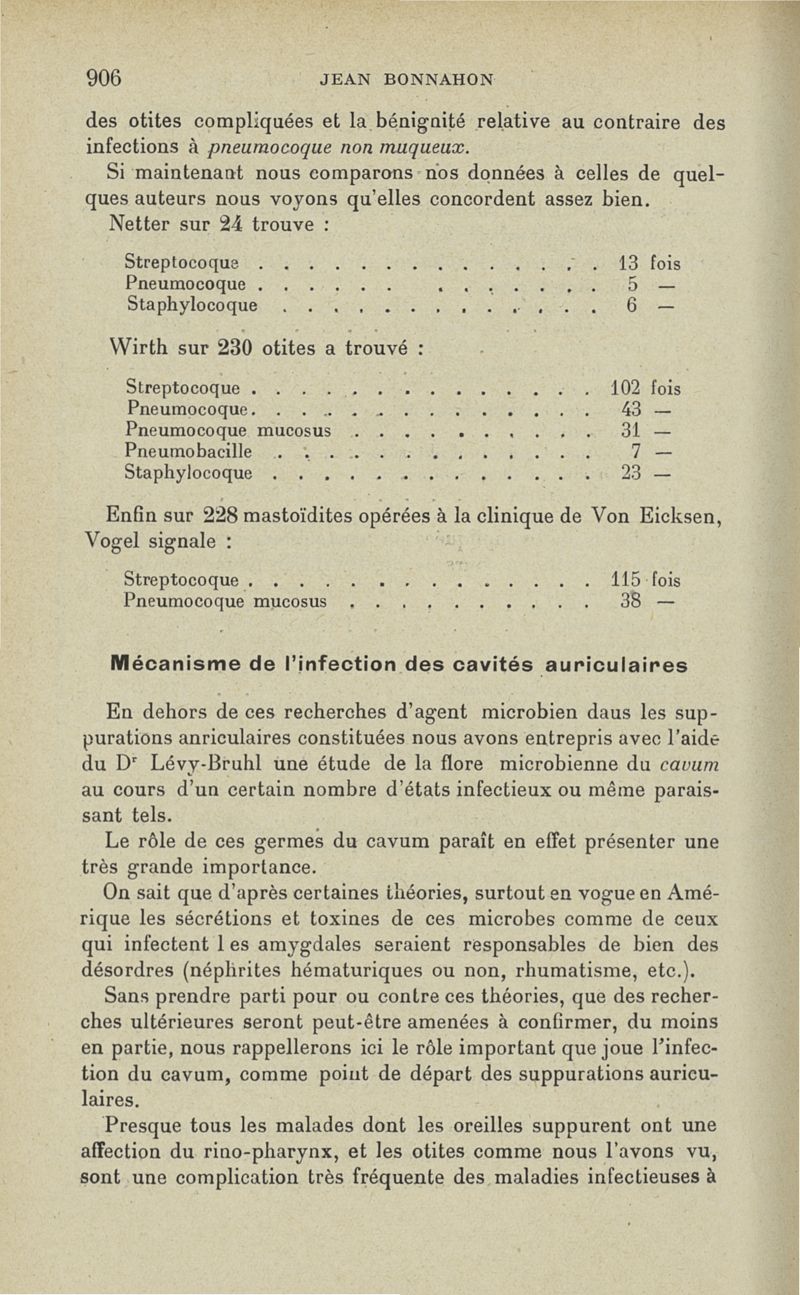 906 JEAN BONNAHON
des otites compliquées et la bénignité relative au contraire des
infections à pneumocoque non muqueux.
Si maintenant nous comparons nos données à celles de quel-
ques auteurs nous voyons qu'elles concordent assez bien.
Netter sur 24 trouve :
Streptocoque . . . . . . . . . . . . . . 13 fois
Pneumocoque . . . . . . . . . . . . . 5 —
Staphylocoque . . . . . . . . . . . . . 6 —
Wirth sur 230 otites a trouvé :
Streptocoque . . . . . . . . . . . . . . 102 fois
Pneumocoque. . . . . . . . . . . . . . 43 —
Pneumocoque mucosus . . . . . . . . . . 31 —
Pneumobacille . . . . . . . . . . . . . 7 —
Staphylocoque . . . . . . . . . . . . . 23 —
Enfin sur 228 mastoïdites opérées à la clinique de Von Eicksen,
Vogel signale :
Streptocoque . . . . . . . . . . . . . . 115 fois
Pneumocoque mucosus . . . . . . . . . . 38 —
Mécanisme de l'infection des cavités auriculaires
En dehors de ces recherches d'agent microbien daus les sup-
purations anriculaires constituées nous avons entrepris avec l'aide
du Dr Lévy-Bruhl une étude de la flore microbienne du cavum
au cours d'un certain nombre d'états infectieux ou même parais-
sant tels.
Le rôle de ces germes du cavum paraît en effet présenter une
très grande importance.
On sait que d'après certaines théories, surtout en vogue en Amé-
rique les sécrétions et toxines de ces microbes comme de ceux
qui infectent l es amygdales seraient responsables de bien des
désordres (néphrites hématuriques ou non, rhumatisme, etc.).
Sans prendre parti pour ou contre ces théories, que des recher-
ches ultérieures seront peut-être amenées à confirmer, du moins
en partie, nous rappellerons ici le rôle important que joue l'infec-
tion du cavum, comme point de départ des suppurations auricu-
laires.
Presque tous les malades dont les oreilles suppurent ont une
affection du rino-pharynx, et les otites comme nous l'avons vu,
sont une complication très fréquente des maladies infectieuses à